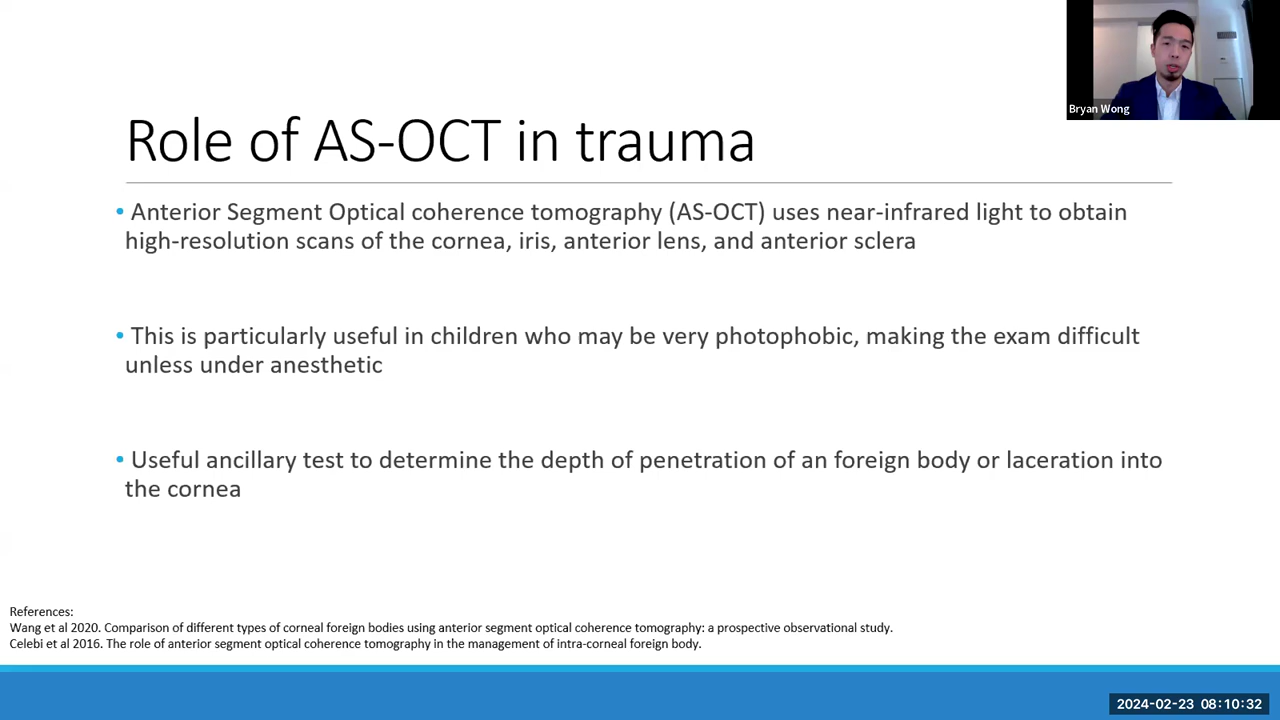 Bryan Wong
Role of AS-OCT in trauma
• Anterior Segment Optical coherence tomography (AS-OCT) uses near-infrared light to obtain
high-resolution scans of the cornea, iris, anterior lens, and anterior sclera
• This is particularly useful in children who may be very photophobic, making the exam difficult
unless under anesthetic
• Useful ancillary test to determine the depth of penetration of an foreign body or laceration into
the cornea
References:
Wang et al 2020. Comparison of different types of corneal foreign bodies using anterior segment optical coherence tomography: a prospective observational study.
Celebi et al 2016. The role of anterior segment optical coherence tomography in the management of intra-corneal foreign body.
2024-02-23 08:10:32